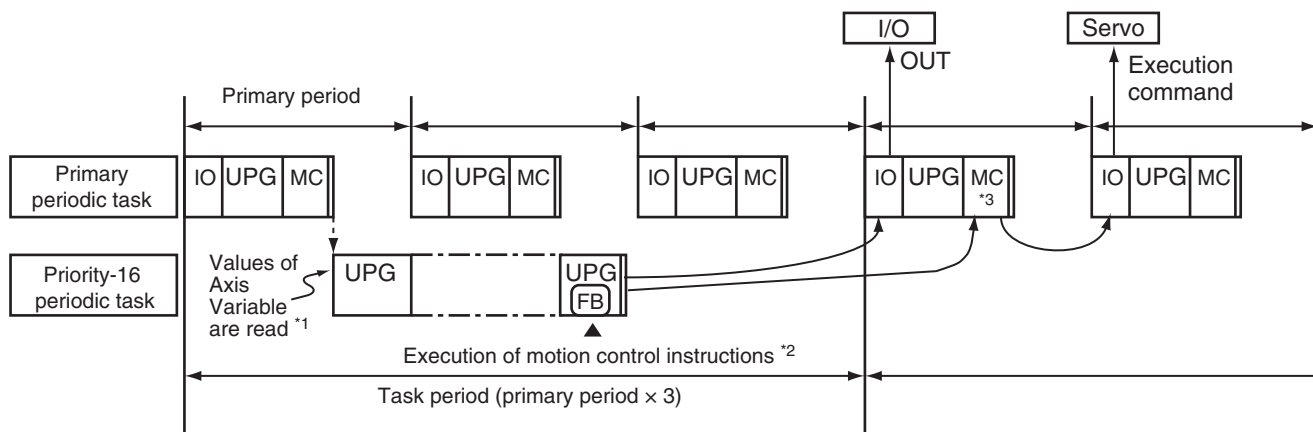 I/O
Servo
OUT
Execution
command
Primary period
Primary
periodic task
IO UPG MC
IO UPG MC
IO UPG MC
IO UPG MC
*3
IO UPG MC
Priority-16
periodic task
Values of
Axis
Variable
are read *1
UPG
UPG
FB
Execution of motion control instructions *2
Task period (primary period × 3)